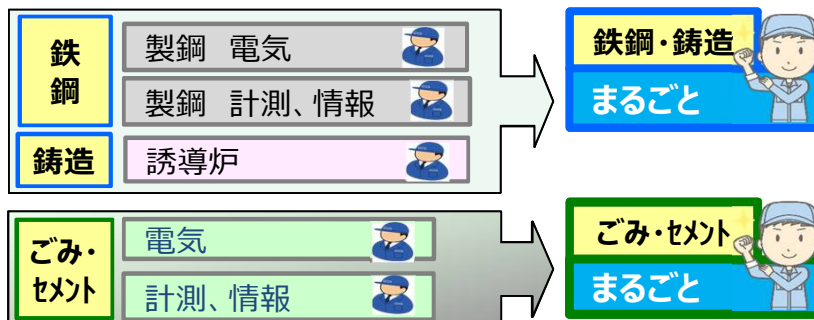 鉄
鋼
製鋼　電気
製鋼　計測、情報
鋳造
誘導炉
鉄鋼・鋳造
まるごと
ごみ・
セメント
電気
計測、情報
ごみ・セメント
まるごと